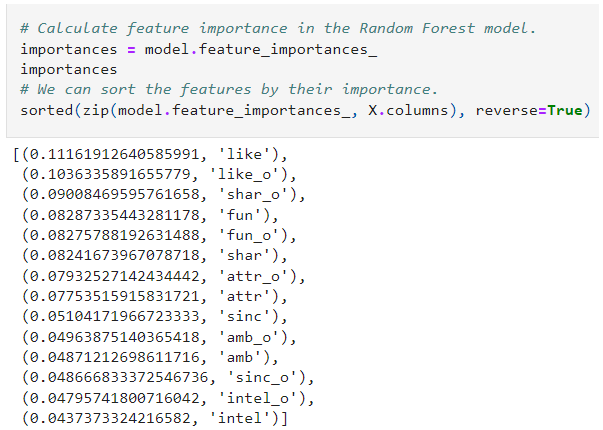 # Calculate feature importance in the Random Forest model.
importances = model.feature_importances_
importances
# We can sort the features by their importance.
sorted(zip(model.feature_importances_, X.columns), reverse=True)
[(0.11161912640585991, 'like'),
(0.1036335891655779, 'like_o'),
(0.09008469595761658, 'shar_o'),
(0.08287335443281178, 'fun'),
(0.08275788192631488, 'fun_o'),
(0.08241673967078718, 'shar'),
(0.07932527142434442, 'attr_o'),
(0.07753515915831721, 'attr'),
(0.05104171966723333, 'sinc'),
(0.04963875140365418, 'amb_o'),
(0.04871212698611716, 'amb'),
(0.048666833372546736, 'sinc_o'),
(0.04795741800716042, 'intel_o'),
(0.0437373324216582, 'intel')]